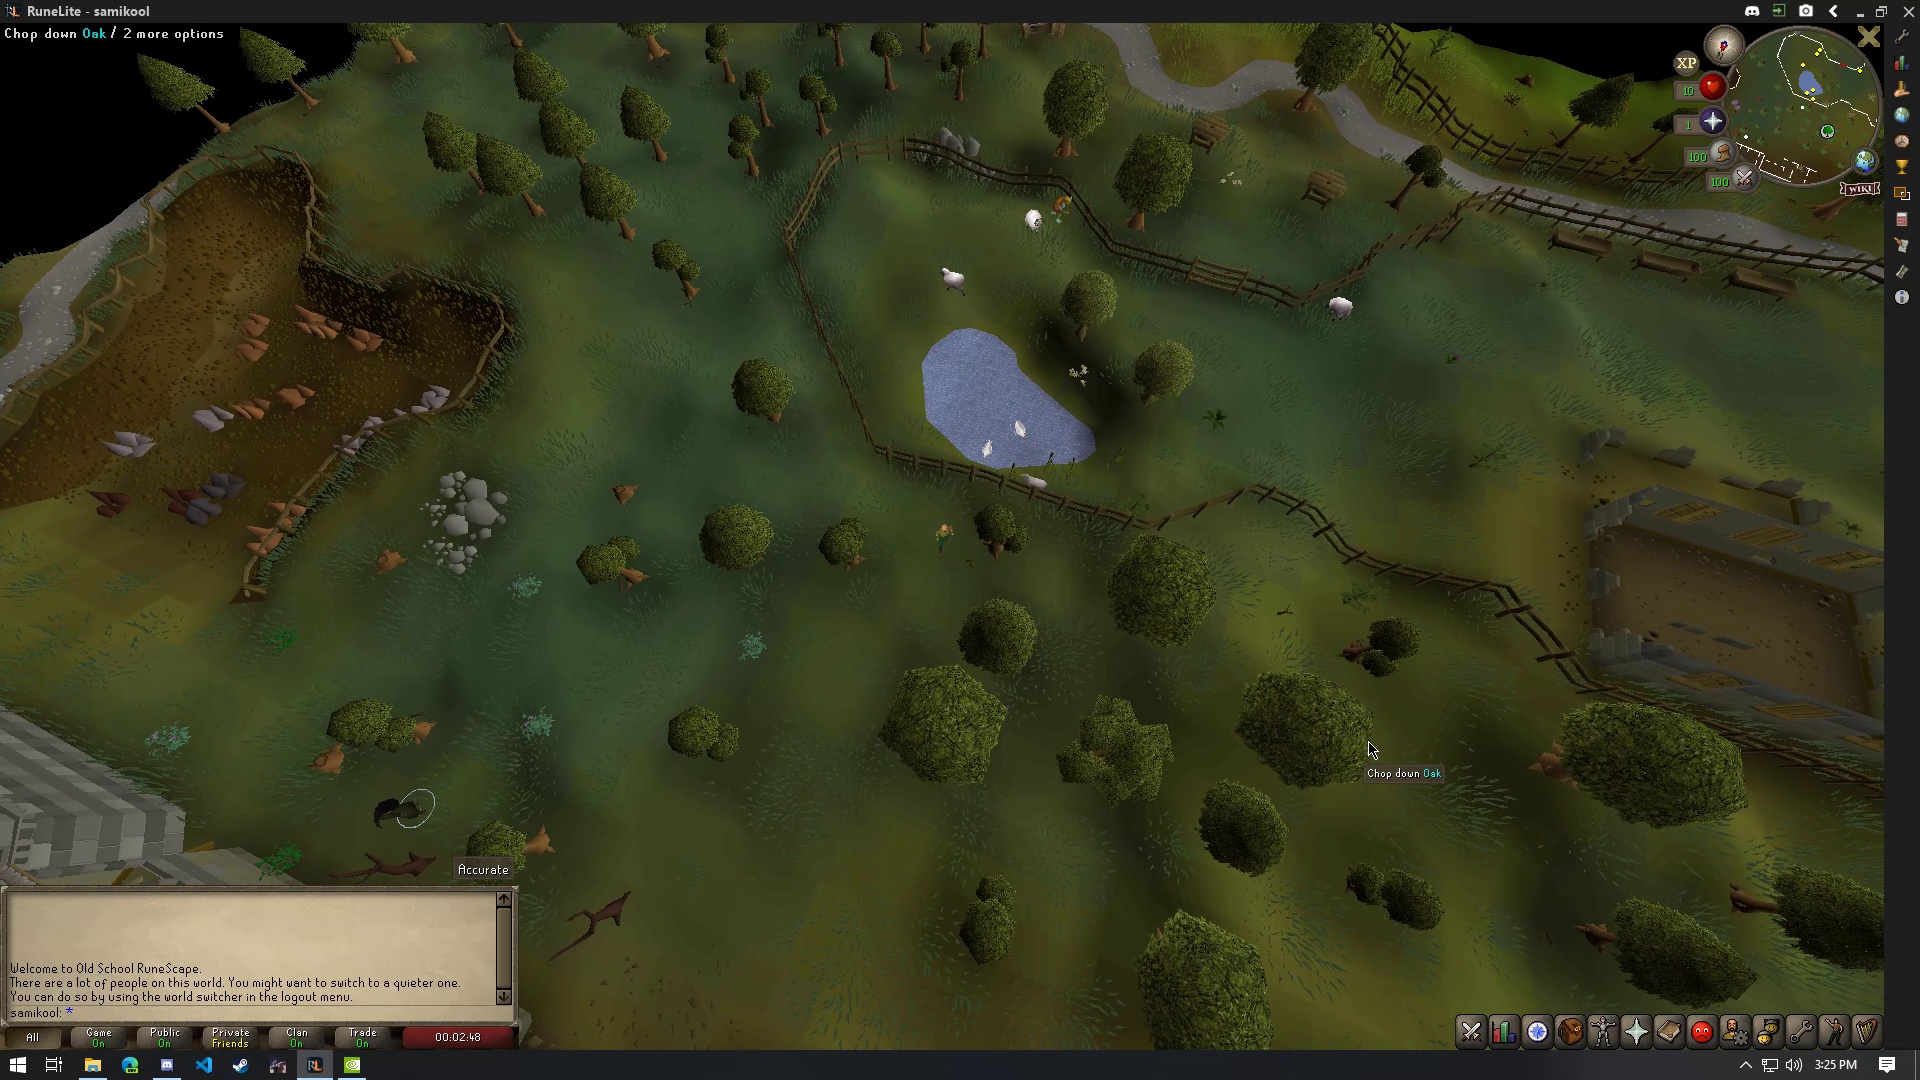 RuneLite - samikool
Chop down Oak / 2 more options
XP
10
1
100
100
WIKI
Chop down Oak
Accurate
Welcome to Old School RuneScape.
There are a lot of people on this world. You might want to switch to a quieter one.
You can do so by using the world switcher in the logout menu.
samikool: *
All
Game
On
Public
On
Private
Friends
Clan
On
Trade
On
00:02:48
3:25 PM